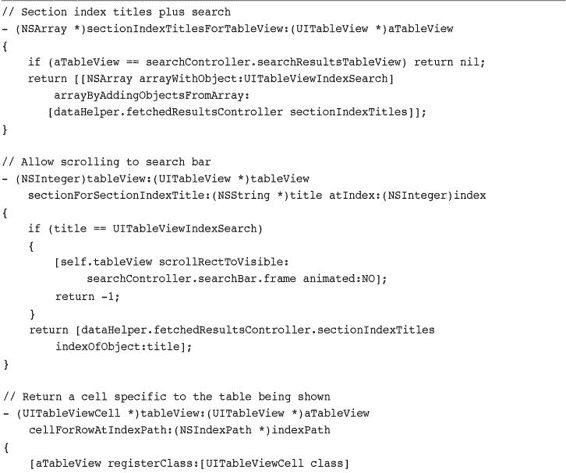 // Section index titles plus search
- (NSArray *)sectionIndexTitlesForTableView:(UITableView *)aTableView
{
    if (aTableView == searchController.searchResultsTableView) return nil;
    return [[NSArray arrayWithObject:UITableViewIndexSearch]
        arrayByAddingObjectsFromArray:
       [dataHelper.fetchedResultsController sectionIndexTitles]];
}
// Allow scrolling to search bar
- (NSInteger)tableView:(UITableView *)tableView
    sectionForSectionIndexTitle:(NSString *)title atIndex:(NSInteger)index
{
    if (title == UITableViewIndexSearch)
    {
        [self.tableView scrollRectToVisible:
             searchController.searchBar.frame animated:NO];
        return -1;
    }
    return [dataHelper.fetchedResultsController.sectionIndexTitles
        indexOfObject:title];
}
// Return a cell specific to the table being shown
- (UITableViewCell *)tableView:(UITableView *)aTableView
    cellForRowAtIndexPath:(NSIndexPath *)indexPath
{
    [aTableView registerClass:[UITableViewCell class]